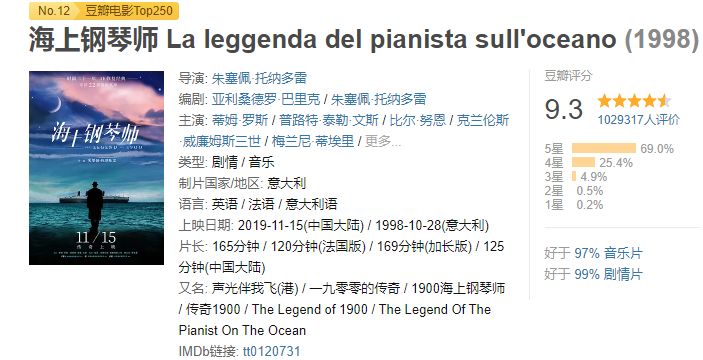 No.12 豆瓣电影Top250
海上钢琴师 La leggenda del pianista sull'oceano (1998)
海上钢琴师
THE LEGEND OF 1900
11/15
传奇上映
导演: 朱塞佩·托纳多雷
编剧: 亚利桑德罗·巴里克 / 朱塞佩·托纳多雷
主演: 蒂姆·罗斯 / 普路特·泰勒·文斯 / 比尔·努恩 / 克兰伦斯
·威廉姆斯三世 / 梅兰尼·蒂埃里 / 更多...
类型: 剧情 / 音乐
制片国家/地区: 意大利
语言: 英语 / 法语 / 意大利语
上映日期: 2019-11-15(中国大陆) / 1998-10-28(意大利)
片长: 165分钟 / 120分钟(法国版) / 169分钟(加长版) / 125
分钟(中国大陆)
又名: 声光伴我飞(港) / 一九零零的传奇 / 1900海上钢琴师
/ 传奇1900 / The Legend of 1900 / The Legend Of The
Pianist On The Ocean
IMDb链接: tt0120731
豆瓣评分
9.3
1029317人评价
5星 69.0%
4星 25.4%
3星 4.9%
2星 0.5%
1星 0.2%
好于 97% 音乐片
好于 99% 剧情片